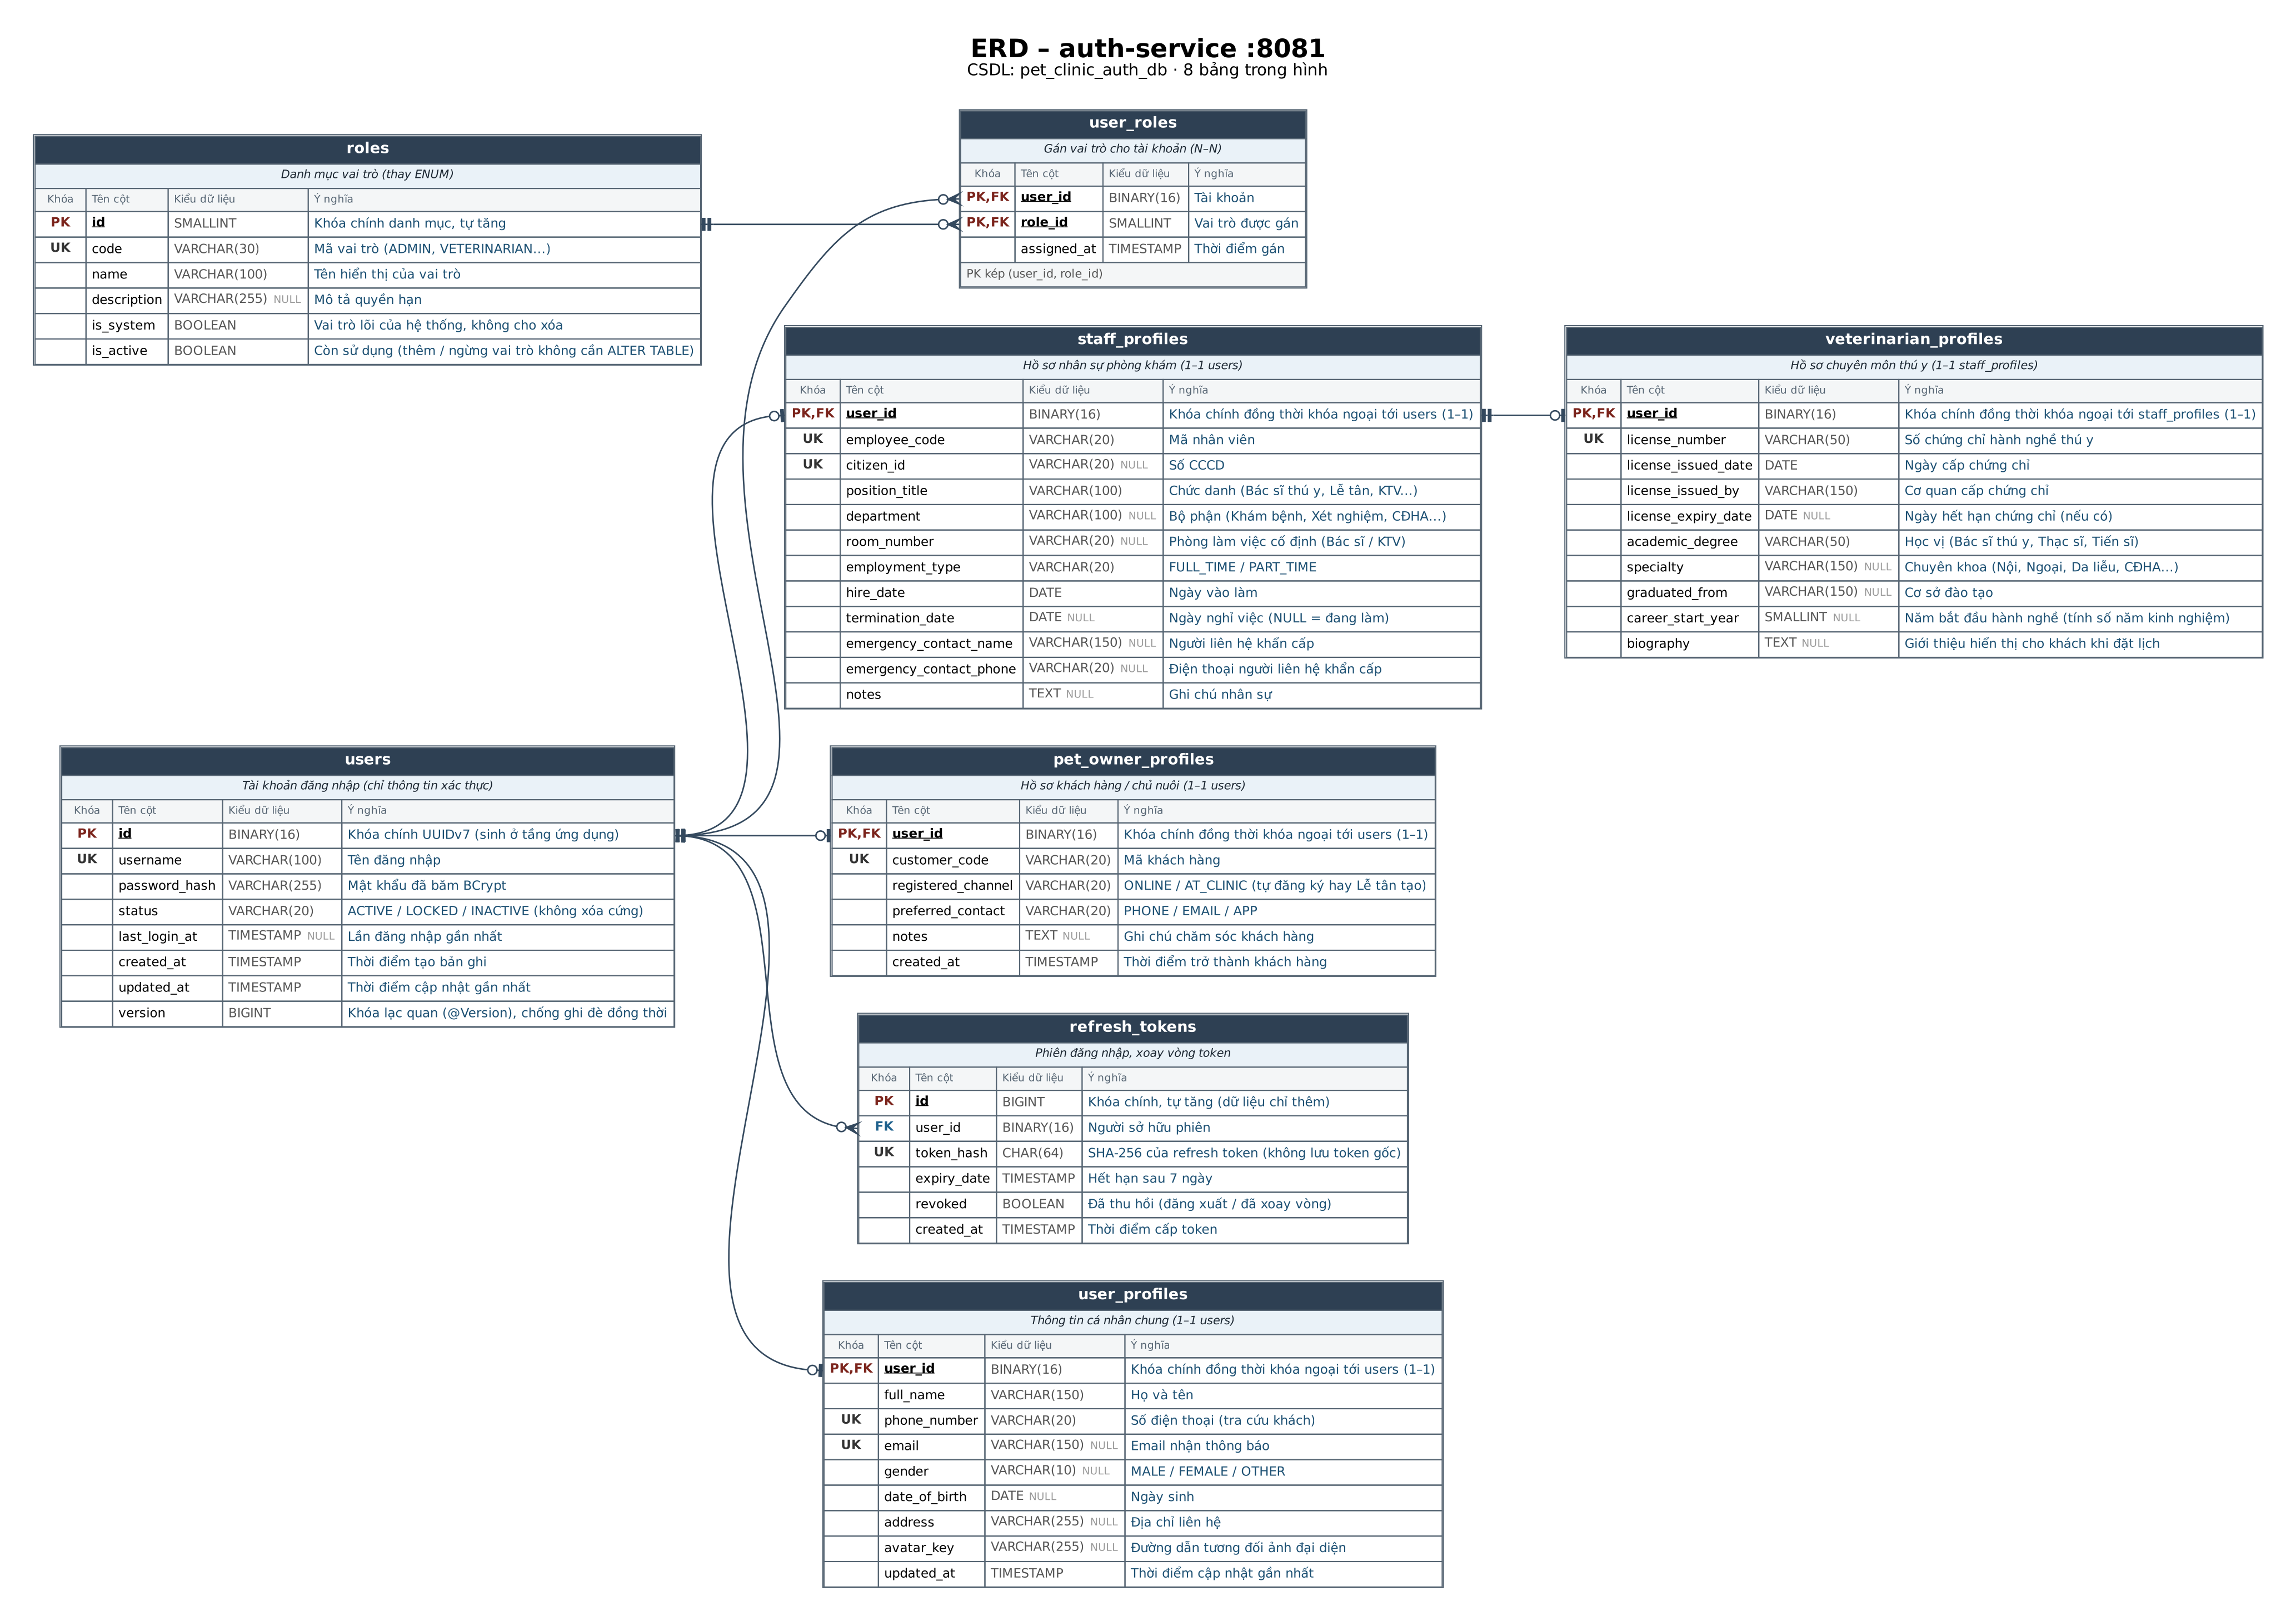 ERD – auth-service :8081
CSDL: pet_clinic_auth_db · 8 bảng trong hình
roles
Danh mục vai trò (thay ENUM)
Khóa Tên cột Kiểu dữ liệu Ý nghĩa
PK id SMALLINT Khóa chính danh mục, tự tăng
UK code VARCHAR(30) Mã vai trò (ADMIN, VETERINARIAN...)
name VARCHAR(100) Tên hiển thị của vai trò
description VARCHAR(255) NULL Mô tả quyền hạn
is_system BOOLEAN Vai trò lõi của hệ thống, không cho xóa
is_active BOOLEAN Còn sử dụng (thêm / ngừng vai trò không cần ALTER TABLE)
user_roles
Gán vai trò cho tài khoản (N–N)
Khóa Tên cột Kiểu dữ liệu Ý nghĩa
PK,FK user_id BINARY(16) Tài khoản
PK,FK role_id SMALLINT Vai trò được gán
assigned_at TIMESTAMP Thời điểm gán
PK kép (user_id, role_id)
staff_profiles
Hồ sơ nhân sự phòng khám (1–1 users)
Khóa Tên cột Kiểu dữ liệu Ý nghĩa
PK,FK user_id BINARY(16) Khóa chính đồng thời khóa ngoại tới users (1–1)
UK employee_code VARCHAR(20) Mã nhân viên
UK citizen_id VARCHAR(20) NULL Số CCCD
position_title VARCHAR(100) Chức danh (Bác sĩ thú y, Lễ tân, KTV...)
department VARCHAR(100) NULL Bộ phận (Khám bệnh, Xét nghiệm, CĐHA...)
room_number VARCHAR(20) NULL Phòng làm việc cố định (Bác sĩ / KTV)
employment_type VARCHAR(20) FULL_TIME / PART_TIME
hire_date DATE Ngày vào làm
termination_date DATE NULL Ngày nghỉ việc (NULL = đang làm)
emergency_contact_name VARCHAR(150) NULL Người liên hệ khẩn cấp
emergency_contact_phone VARCHAR(20) NULL Điện thoại người liên hệ khẩn cấp
notes TEXT NULL Ghi chú nhân sự
veterinarian_profiles
Hồ sơ chuyên môn thú y (1–1 staff_profiles)
Khóa Tên cột Kiểu dữ liệu Ý nghĩa
PK,FK user_id BINARY(16) Khóa chính đồng thời khóa ngoại tới staff_profiles (1–1)
UK license_number VARCHAR(50) Số chứng chỉ hành nghề thú y
license_issued_date DATE Ngày cấp chứng chỉ
license_issued_by VARCHAR(150) Cơ quan cấp chứng chỉ
license_expiry_date DATE NULL Ngày hết hạn chứng chỉ (nếu có)
academic_degree VARCHAR(50) Học vị (Bác sĩ thú y, Thạc sĩ, Tiến sĩ)
specialty VARCHAR(150) NULL Chuyên khoa (Nội, Ngoại, Da liễu, CĐHA...)
graduated_from VARCHAR(150) NULL Cơ sở đào tạo
career_start_year SMALLINT NULL Năm bắt đầu hành nghề (tính số năm kinh nghiệm)
biography TEXT NULL Giới thiệu hiển thị cho khách khi đặt lịch
users
Tài khoản đăng nhập (chỉ thông tin xác thực)
Khóa Tên cột Kiểu dữ liệu Ý nghĩa
PK id BINARY(16) Khóa chính UUIDv7 (sinh ở tầng ứng dụng)
UK username VARCHAR(100) Tên đăng nhập
password_hash VARCHAR(255) Mật khẩu đã băm BCrypt
status VARCHAR(20) ACTIVE / LOCKED / INACTIVE (không xóa cứng)
last_login_at TIMESTAMP NULL Lần đăng nhập gần nhất
created_at TIMESTAMP Thời điểm tạo bản ghi
updated_at TIMESTAMP Thời điểm cập nhật gần nhất
version BIGINT Khóa lạc quan (@Version), chống ghi đè đồng thời
pet_owner_profiles
Hồ sơ khách hàng / chủ nuôi (1–1 users)
Khóa Tên cột Kiểu dữ liệu Ý nghĩa
PK,FK user_id BINARY(16) Khóa chính đồng thời khóa ngoại tới users (1–1)
UK customer_code VARCHAR(20) Mã khách hàng
registered_channel VARCHAR(20) ONLINE / AT_CLINIC (tự đăng ký hay Lễ tân tạo)
preferred_contact VARCHAR(20) PHONE / EMAIL / APP
notes TEXT NULL Ghi chú chăm sóc khách hàng
created_at TIMESTAMP Thời điểm trở thành khách hàng
refresh_tokens
Phiên đăng nhập, xoay vòng token
Khóa Tên cột Kiểu dữ liệu Ý nghĩa
PK id BIGINT Khóa chính, tự tăng (dữ liệu chỉ thêm)
FK user_id BINARY(16) Người sở hữu phiên
UK token_hash CHAR(64) SHA-256 của refresh token (không lưu token gốc)
expiry_date TIMESTAMP Hết hạn sau 7 ngày
revoked BOOLEAN Đã thu hồi (đăng xuất / đã xoay vòng)
created_at TIMESTAMP Thời điểm cấp token
user_profiles
Thông tin cá nhân chung (1–1 users)
Khóa Tên cột Kiểu dữ liệu Ý nghĩa
PK,FK user_id BINARY(16) Khóa chính đồng thời khóa ngoại tới users (1–1)
full_name VARCHAR(150) Họ và tên
UK phone_number VARCHAR(20) Số điện thoại (tra cứu khách)
UK email VARCHAR(150) NULL Email nhận thông báo
gender VARCHAR(10) NULL MALE / FEMALE / OTHER
date_of_birth DATE NULL Ngày sinh
address VARCHAR(255) NULL Địa chỉ liên hệ
avatar_key VARCHAR(255) NULL Đường dẫn tương đối ảnh đại diện
updated_at TIMESTAMP Thời điểm cập nhật gần nhất